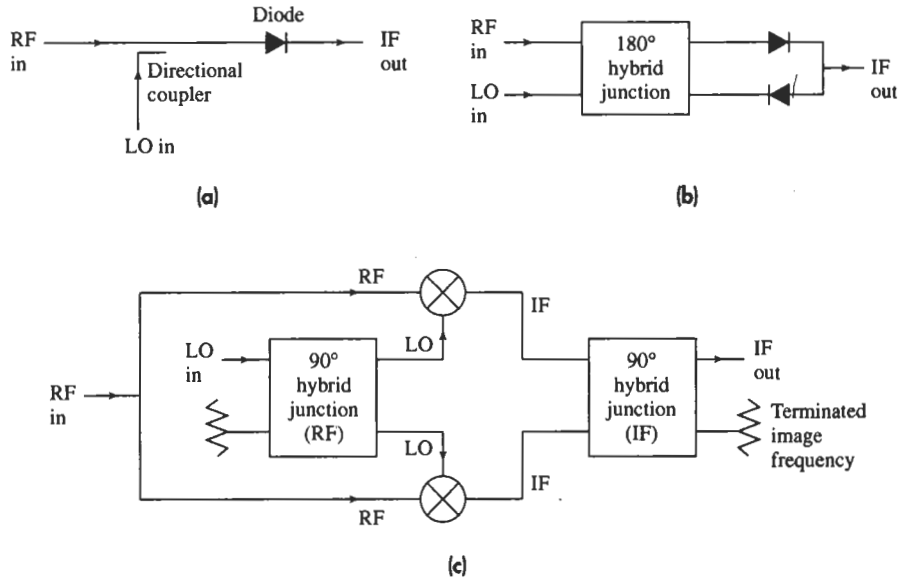 Diode
RF
in
IF
out
Directional
coupler
LO in
(a)
RF
in
LO
in
180°
hybrid
junction
IF
out
(b)
RF
IF
LO
in
LO
90°
hybrid
junction
(RF)
90°
hybrid
junction
(IF)
IF
out
RF
in
Terminated
image
frequency
LO
IF
RF
(c)